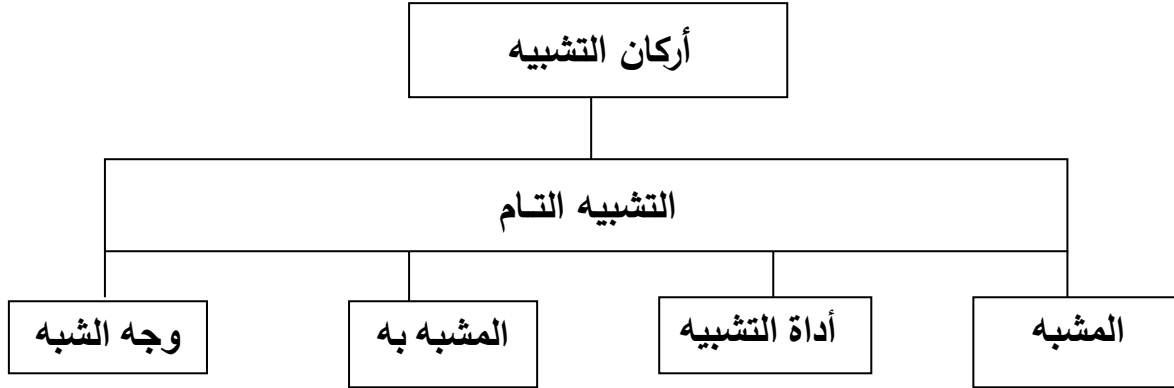 أركان التشبيه
التشبيه التـام
المشبه
أداة التشبيه
المشبه به
وجه الشبه